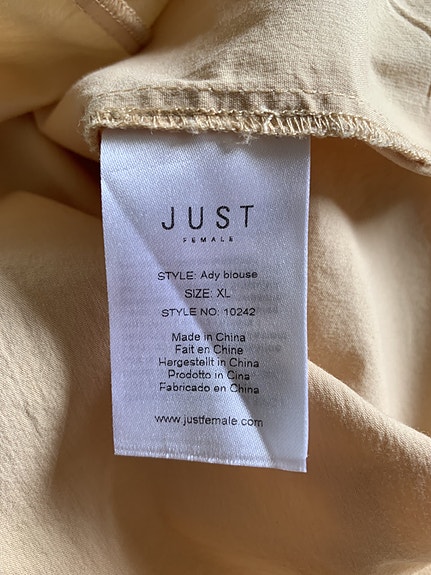 JUST
FEMALE
STYLE: Ady blouse
SIZE: XL
STYLE NO: 10242
Made in China
Fait en Chine
Hergestellt in China
Prodotto in Cina
Fabricado en China
www.justfemale.com